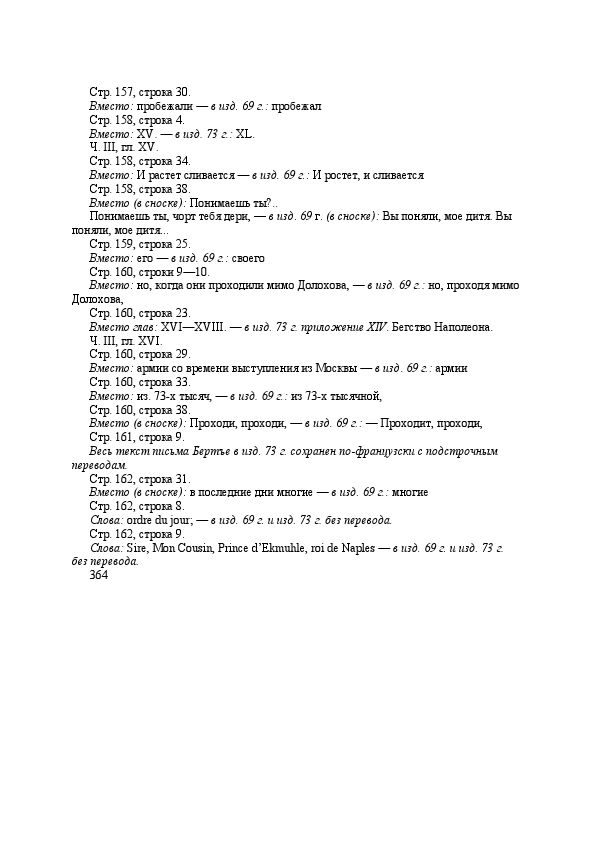 Стр. 157, строка 30.
Вместо: пробежали — в изд. 69 г.: пробежал
Стр. 158, строка 4.
Вместо: XV. — в изд. 73 г.: XL.
Ч. III, гл. XV.
Стр. 158, строка 34.
Вместо: И растет сливается — в изд. 69 г.: И ростет, и сливается
Стр. 158, строка 38.
Вместо (в сноске): Понимаешь ты?..
Понимаешь ты, чорт тебя дери, — в изд. 69 г. (в сноске): Вы поняли, мое дитя. Вы
поняли, мое дитя...
Стр. 159, строка 25.
Вместо: его — в изд. 69 г.: своего
Стр. 160, строки 9—10.
Вместо: но, когда они проходили мимо Долохова, — в изд. 69 г.: но, проходя мимо
Долохова,
Стр. 160, строка 23.
Вместо глав: XVI—XVIII. — в изд. 73 г. приложение XIV. Бегство Наполеона.
Ч. III, гл. XVI.
Стр. 160, строка 29.
Вместо: армии со времени выступления из Москвы — в изд. 69 г.: армии
Стр. 160, строка 33.
Вместо: из. 73-х тысяч, — в изд. 69 г.: из 73-х тысячной,
Стр. 160, строка 38.
Вместо (в сноске): Проходи, проходи, — в изд. 69 г.: — Проходит, проходи,
Стр. 161, строка 9.
Весь текст письма Бертье в изд. 73 г. сохранен по-французски с подстрочным
переводам.
Стр. 162, строка 31.
Вместо (в сноске): в последние дни многие — в изд. 69 г.: многие
Стр. 162, строка 8.
Слова: ordre du jour; — в изд. 69 г. и изд. 73 г. без перевода.
Стр. 162, строка 9.
Слова: Sire, Mon Cousin, Prince d’Ekmuhle, roi de Naples — в изд. 69 г. и изд. 73 г.
без перевода.
364